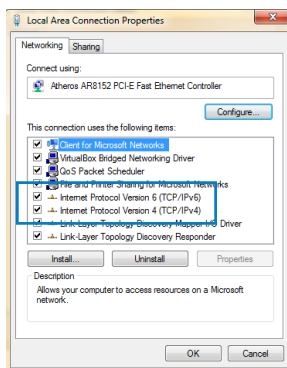 Local Area Connection Properties
Networking Sharing
Connect using:
Atheros AR8152 PCI-E Fast Ethernet Controller
Configure...
This connection uses the following items:
Client for Microsoft Networks
VirtualBox Bridged Networking Driver
QoS Packet Scheduler
File and Printer Sharing for Microsoft Networks
Internet Protocol Version 6 (TCP/IPv6)
Internet Protocol Version 4 (TCP/IPv4)
Link-Layer Topology Discovery Mapper I/O Driver
Link-Layer Topology Discovery Responder
Install... Uninstall Properties
Description
Allows your computer to access resources on a Microsoft
network.
OK Cancel